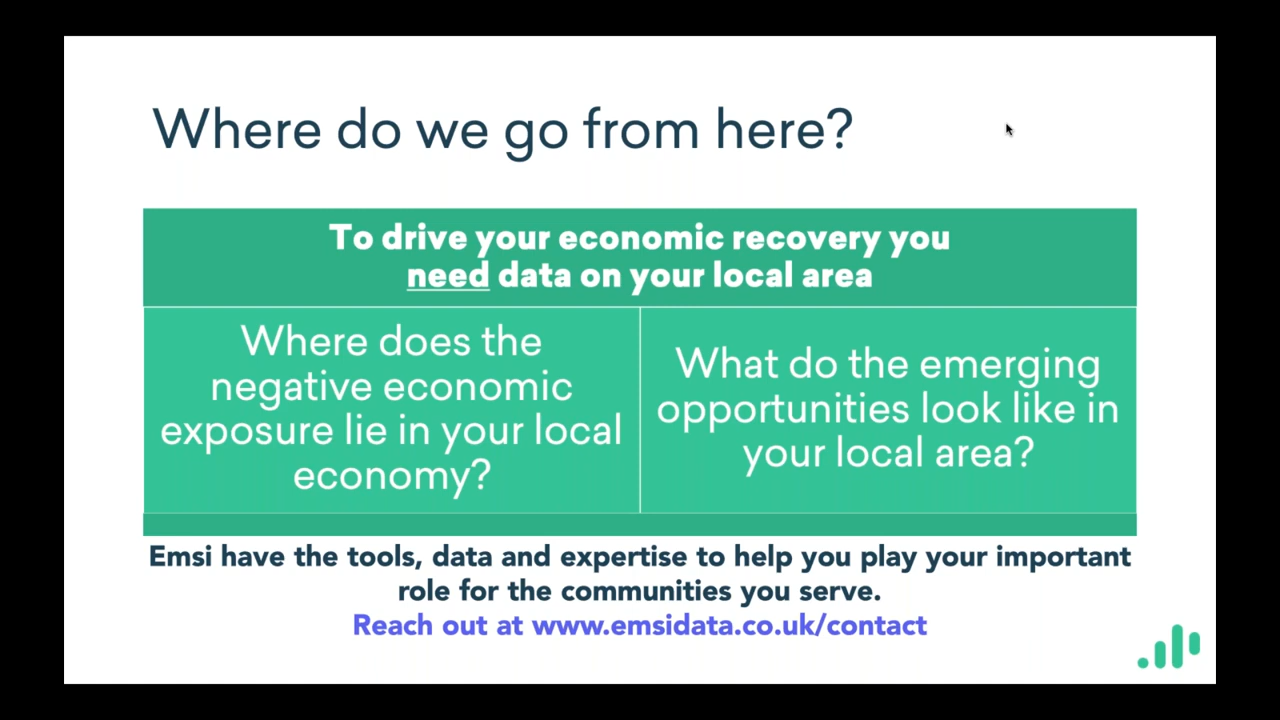 Where do we go from here?
To drive your economic recovery you
need data on your local area
Where does the
negative economic
exposure lie in your local
economy?
What do the emerging
opportunities look like in
your local area?
Emsi have the tools, data and expertise to help you play your important
role for the communities you serve.
Reach out at www.emsidata.co.uk/contact